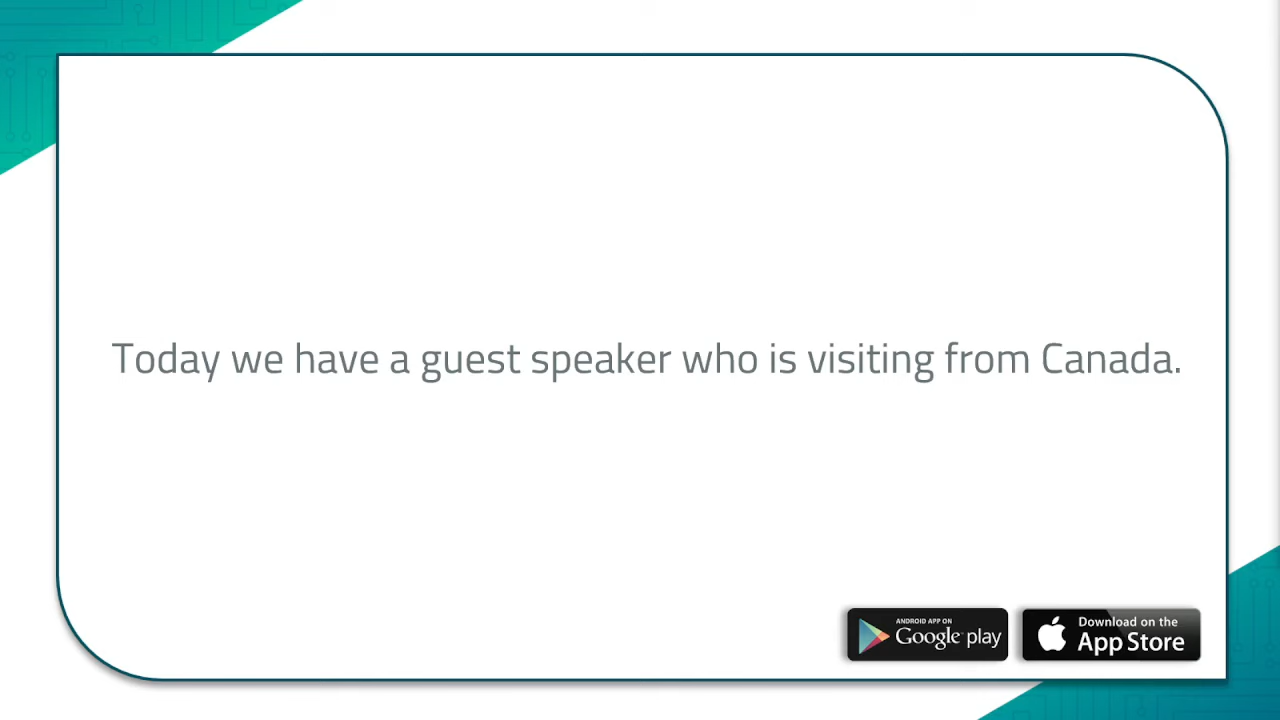 Today we have a guest speaker who is visiting from Canada.
ANDROID APP ON
Google play
Download on the
App Store